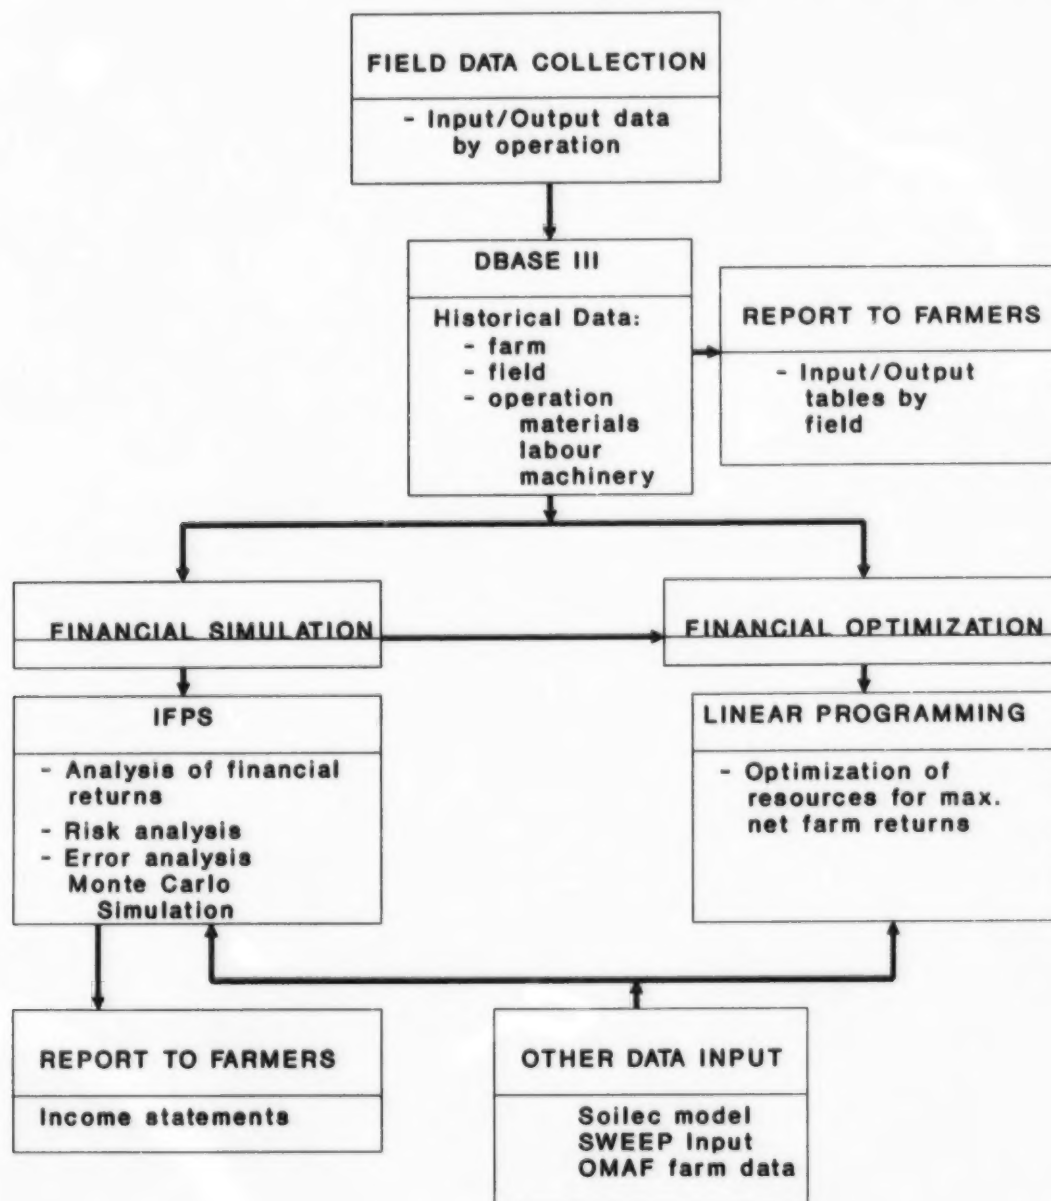 FIELD DATA COLLECTION
- Input/Output data
by operation
DBASE III
Historical Data:
- farm
- field
- operation
materials
labour
machinery
REPORT TO FARMERS
- Input/Output
tables by
field
FINANCIAL SIMULATION
FINANCIAL OPTIMIZATION
IFPS
- Analysis of financial
returns
- Risk analysis
- Error analysis
Monte Carlo
Simulation
LINEAR PROGRAMMING
- Optimization of
resources for max.
net farm returns
REPORT TO FARMERS
Income statements
OTHER DATA INPUT
Soilec model
SWEEP Input
OMAF farm data